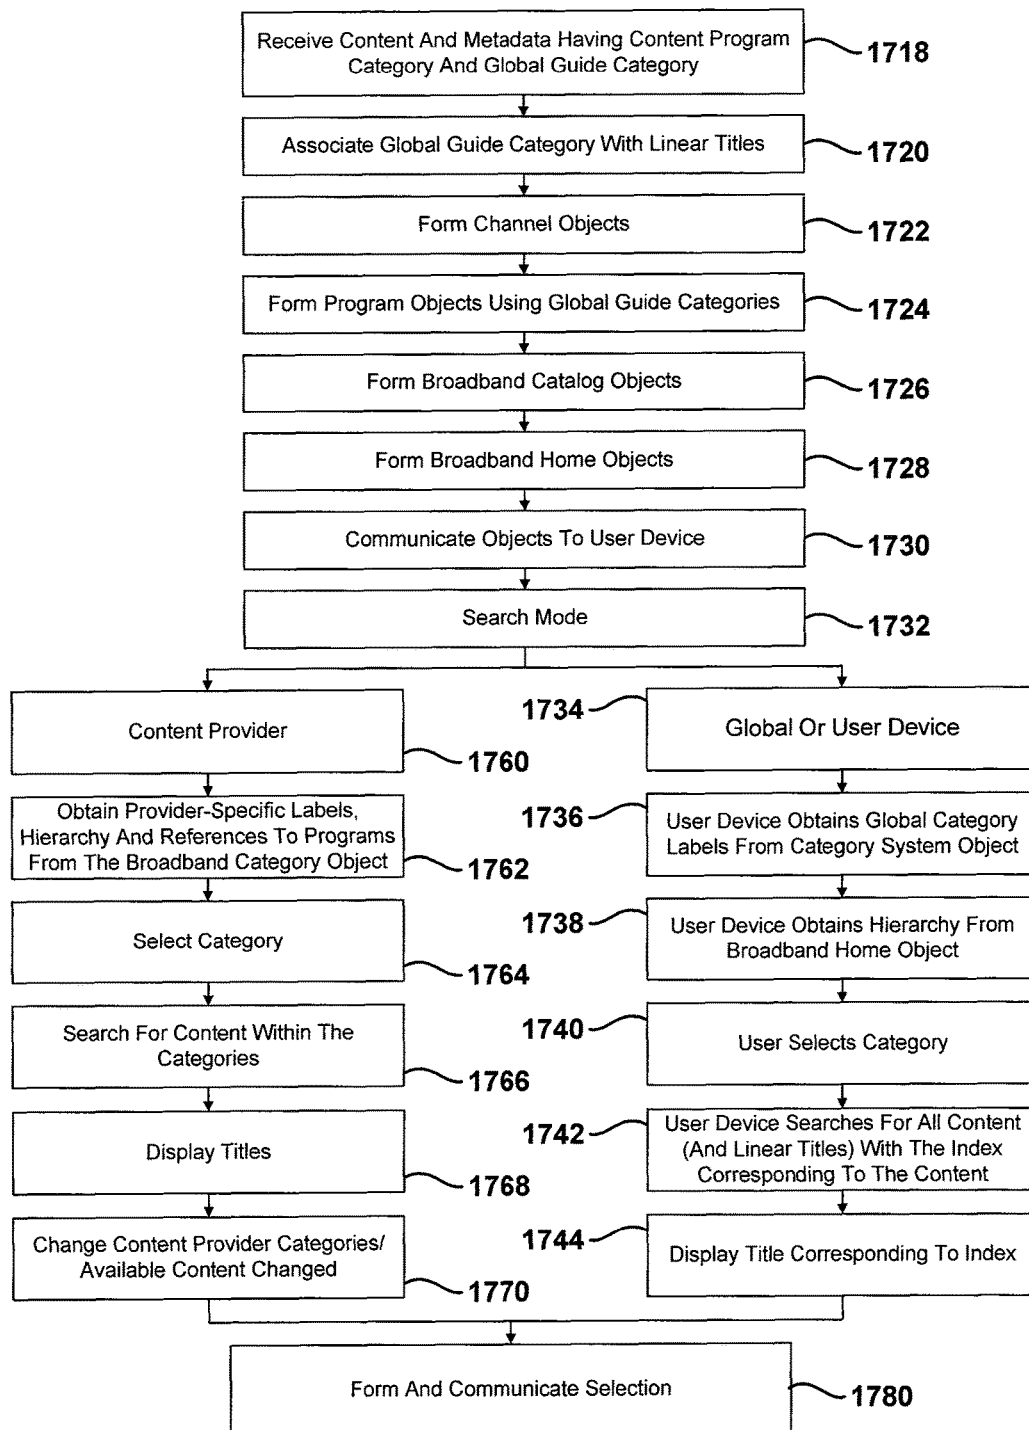 Receive Content And Metadata Having Content Program
Category And Global Guide Category
1718
Associate Global Guide Category With Linear Titles
1720
Form Channel Objects
1722
Form Program Objects Using Global Guide Categories
1724
Form Broadband Catalog Objects
1726
Form Broadband Home Objects
1728
Communicate Objects To User Device
1730
Search Mode
1732
Content Provider
1760
Obtain Provider-Specific Labels,
Hierarchy And References To Programs
From The Broadband Category Object
1762
Select Category
1764
Search For Content Within The
Categories
1766
Display Titles
1768
Change Content Provider Categories/
Available Content Changed
1770
1734
Global Or User Device
1736
User Device Obtains Global Category
Labels From Category System Object
1738
User Device Obtains Hierarchy From
Broadband Home Object
1740
User Selects Category
1742
User Device Searches For All Content
(And Linear Titles) With The Index
Corresponding To The Content
1744
Display Title Corresponding To Index
Form And Communicate Selection
1780